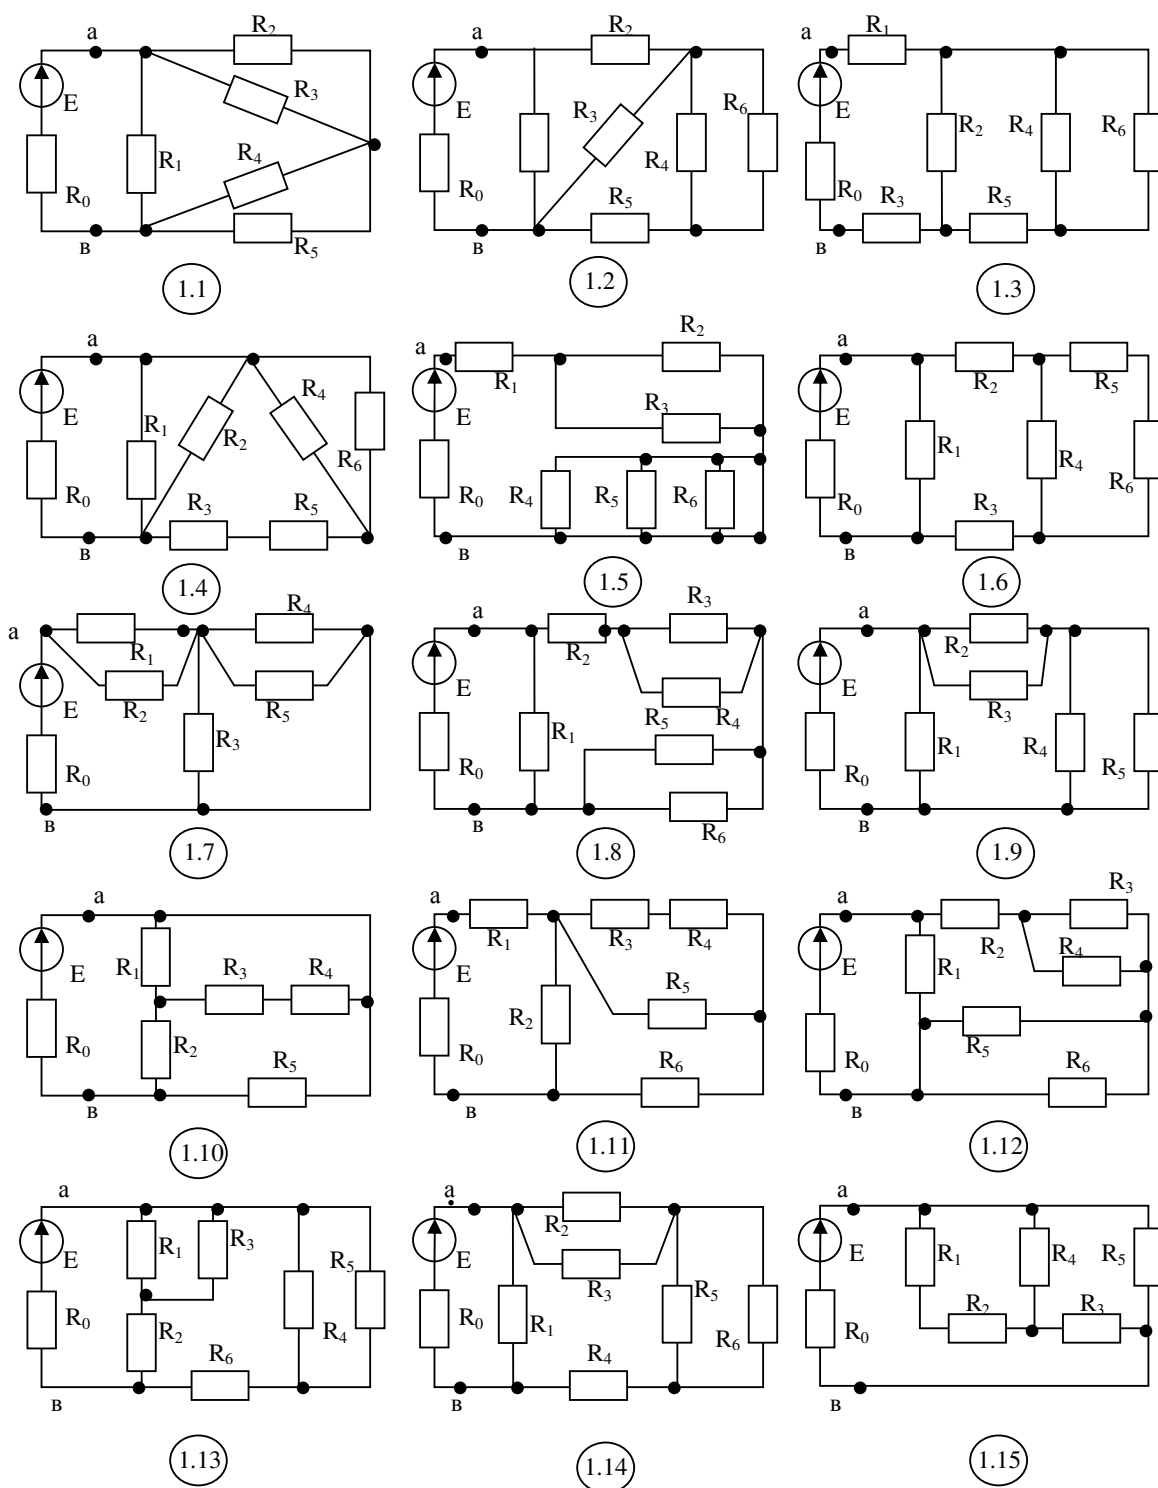 a R₂ E R₃ R₁ R₄ R₀ R₅ в
1.1
a R₂ E R₃ R₆ R₄ R₀ R₅ в
1.2
a R₁ E R₂ R₄ R₆ R₀ R₃ R₅ в
1.3
a E R₄ R₁ R₂ R₆ R₀ R₃ R₅ в
1.4
a R₁ R₂ E R₃ R₀ R₄ R₅ R₆ в
1.5
a R₂ R₅ E R₁ R₄ R₆ R₀ R₃ в
1.6
a R₁ R₄ R₂ R₅ E R₃ R₀ в
1.7
a R₂ R₃ E R₄ R₁ R₅ R₀ R₆ в
1.8
a R₂ E R₃ R₁ R₄ R₅ R₀ в
1.9
a E R₁ R₃ R₄ R₀ R₂ R₅ в
1.10
a R₁ R₃ R₄ E R₅ R₂ R₀ R₆ в
1.11
a R₃ R₂ R₄ E R₁ R₅ R₀ R₆ в
1.12
a E R₁ R₃ R₅ R₀ R₂ R₄ R₆ в
1.13
a R₂ E R₃ R₅ R₀ R₁ R₆ R₄ в
1.14
a E R₁ R₄ R₅ R₂ R₃ R₀ в
1.15